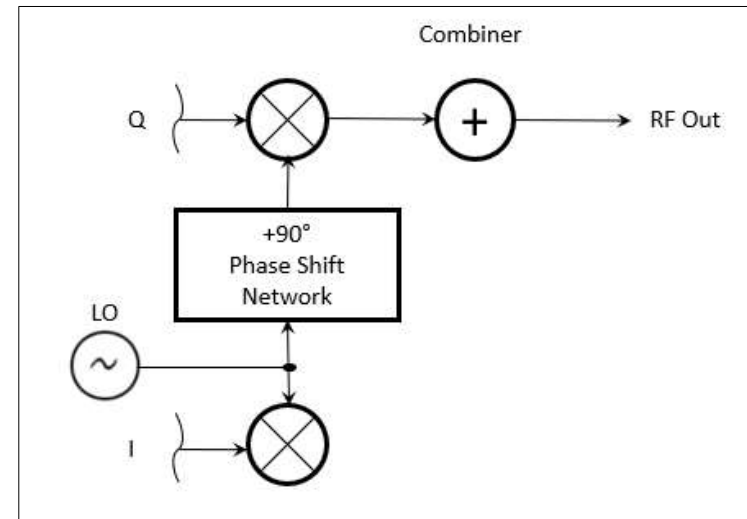 Combiner
Q
+
RF Out
+90°
Phase Shift
Network
LO
~
I